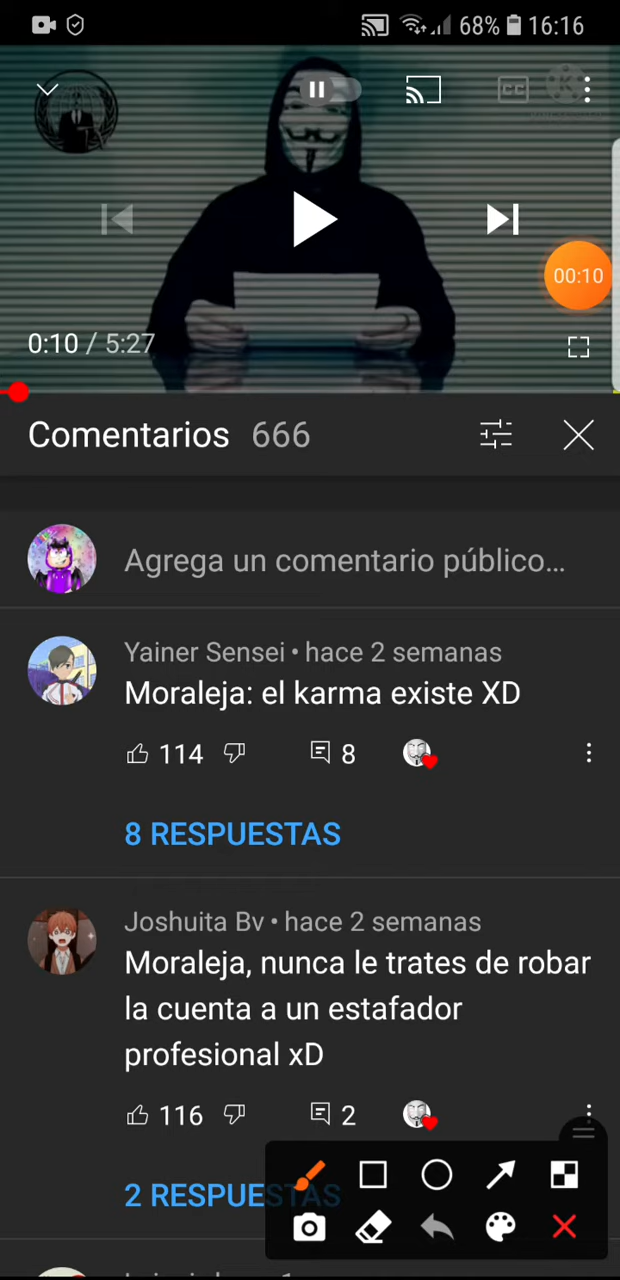 68% 16:16
CC
00:10
0:10 / 5:27
Comentarios 666
Agrega un comentario público...
Yainer Sensei • hace 2 semanas
Moraleja: el karma existe XD
114 8
8 RESPUESTAS
Joshuita Bv • hace 2 semanas
Moraleja, nunca le trates de robar
la cuenta a un estafador
profesional xD
116 2
2 RESPUESTAS